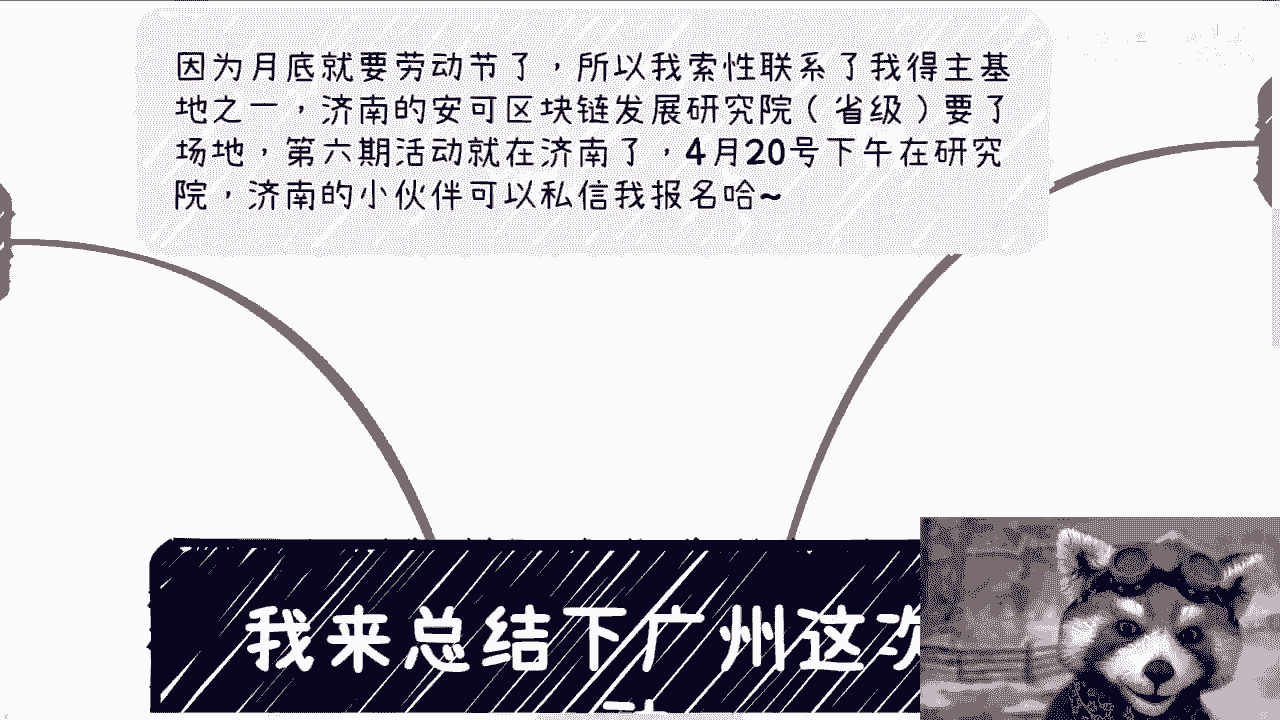 因为月底就要劳动节了，所以我索性联系了我得主基
地之一，济南的安可区块链发展研究院（省级）要了
场地，第六期活动就在济南了，4月20号下午在研究
院，济南的小伙伴可以私信我报名哈~
我来总结下广州这次